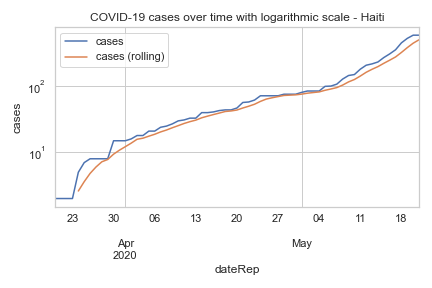 COVID-19 cases over time with logarithmic scale - Haiti
cases
cases (rolling)
cases
10²
10¹
23 30 06 13 20 27 04 11 18
Apr May
2020
dateRep